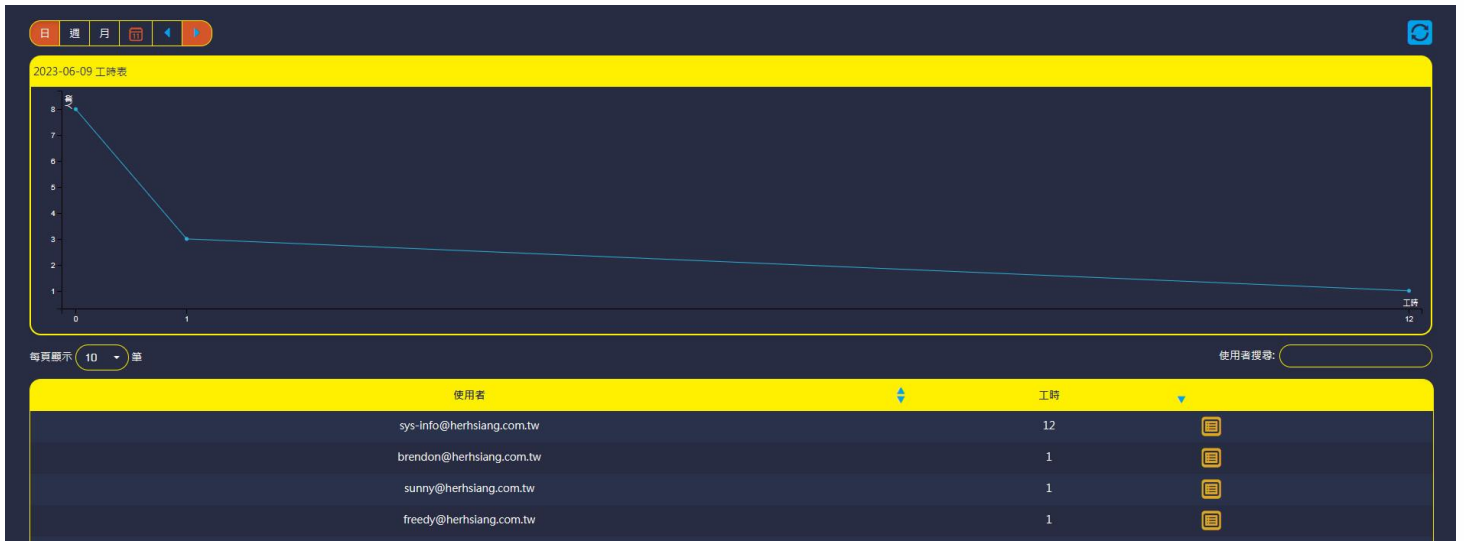 日 週 月 11
2023-06-09 工時表
人數
8
7
6
5
4
3
2
1
工時
0 1 12
每頁顯示 10 筆 使用者搜尋:
使用者 工時
sys-info@herhsiang.com.tw 12
brendon@herhsiang.com.tw 1
sunny@herhsiang.com.tw 1
freedy@herhsiang.com.tw 1